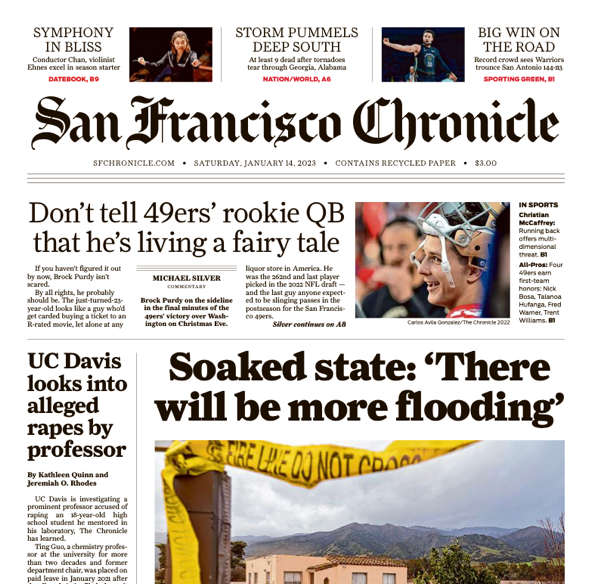 SYMPHONY
IN BLISS
Conductor Chan, violinist
Ehnes in season starter
DATEBOOK, B9
STORM PUMMELS
DEEP SOUTH
At least 9 dead after tornadoes
tear through Georgia, Alabama
NATION/WORLD, A6
BIG WIN ON
THE ROAD
Record crowd sees Warriors
trounce San Antonio 144-113
SPORTING GREEN, B1
San Francisco Chronicle
SFCHRONICLE.COM • SATURDAY, JANUARY 14, 2023 • CONTAINS RECYCLED PAPER • $3.00
Don’t tell 49ers’ rookie QB
that he’s living a fairy tale
If you haven’t figured it out
by now, Brock Purdy isn’t
scared.
By all rights, he probably
should be. The just-turned-23-
year-old looks like a guy who’d
get carded buying a ticket to an
R-rated movie, let alone at any
MICHAEL SILVER
COMMENTARY
Brock Purdy on the sideline
in the final minutes of the
49ers’ victory over Wash-
ington on Christmas Eve.
liquor store in America. He
was the 262nd and last player
picked in the 2022 NFL draft —
and the last guy anyone expect-
ed to be slinging passes in the
postseason for the San Francis-
co 49ers.
Silver continues on A8
Carlos Avila Gonzalez/The Chronicle 2022
IN SPORTS
Christian
McCaffrey:
Running back
offers multi-
dimensional
threat. B1
All-Pros: Four
49ers earn
first-team
honors: Nick
Bosa, Talanoa
Hufanga, Fred
Warner, Trent
Williams. B1
UC Davis
looks into
alleged
rapes by
professor
By Kathleen Quinn and
Jeremiah O. Rhodes
UC Davis is investigating a
prominent professor accused of
raping an 18-year-old high
school student he mentored in
his laboratory, The Chronicle
has learned.
Ting Guo, a chemistry profes-
sor at the university for more
than two decades and former
department chair, was placed on
paid leave in January 2021 after
Soaked state: ‘There
will be more flooding’
FIRE LINE DO NOT CROSS